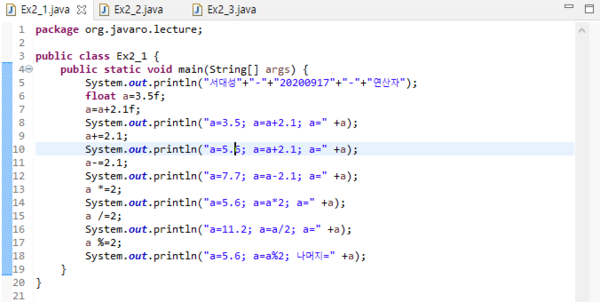 Ex2_1.java Ex2_2.java Ex2_3.java
1 package org.javaro.lecture;
2
3 public class Ex2_1 {
4 public static void main(String[] args) {
5 System.out.println("서대성"+"-"+"20200917"+"-"+"연산자");
6 float a=3.5f;
7 a=a+2.1f;
8 System.out.println("a=3.5; a=a+2.1; a=" +a);
9 a+=2.1;
10 System.out.println("a=5.6; a=a+2.1; a=" +a);
11 a-=2.1;
12 System.out.println("a=7.7; a=a-2.1; a=" +a);
13 a *=2;
14 System.out.println("a=5.6; a=a*2; a=" +a);
15 a /=2;
16 System.out.println("a=11.2; a=a/2; a=" +a);
17 a %=2;
18 System.out.println("a=5.6; a=a%2; 나머지=" +a);
19 }
20 }
21